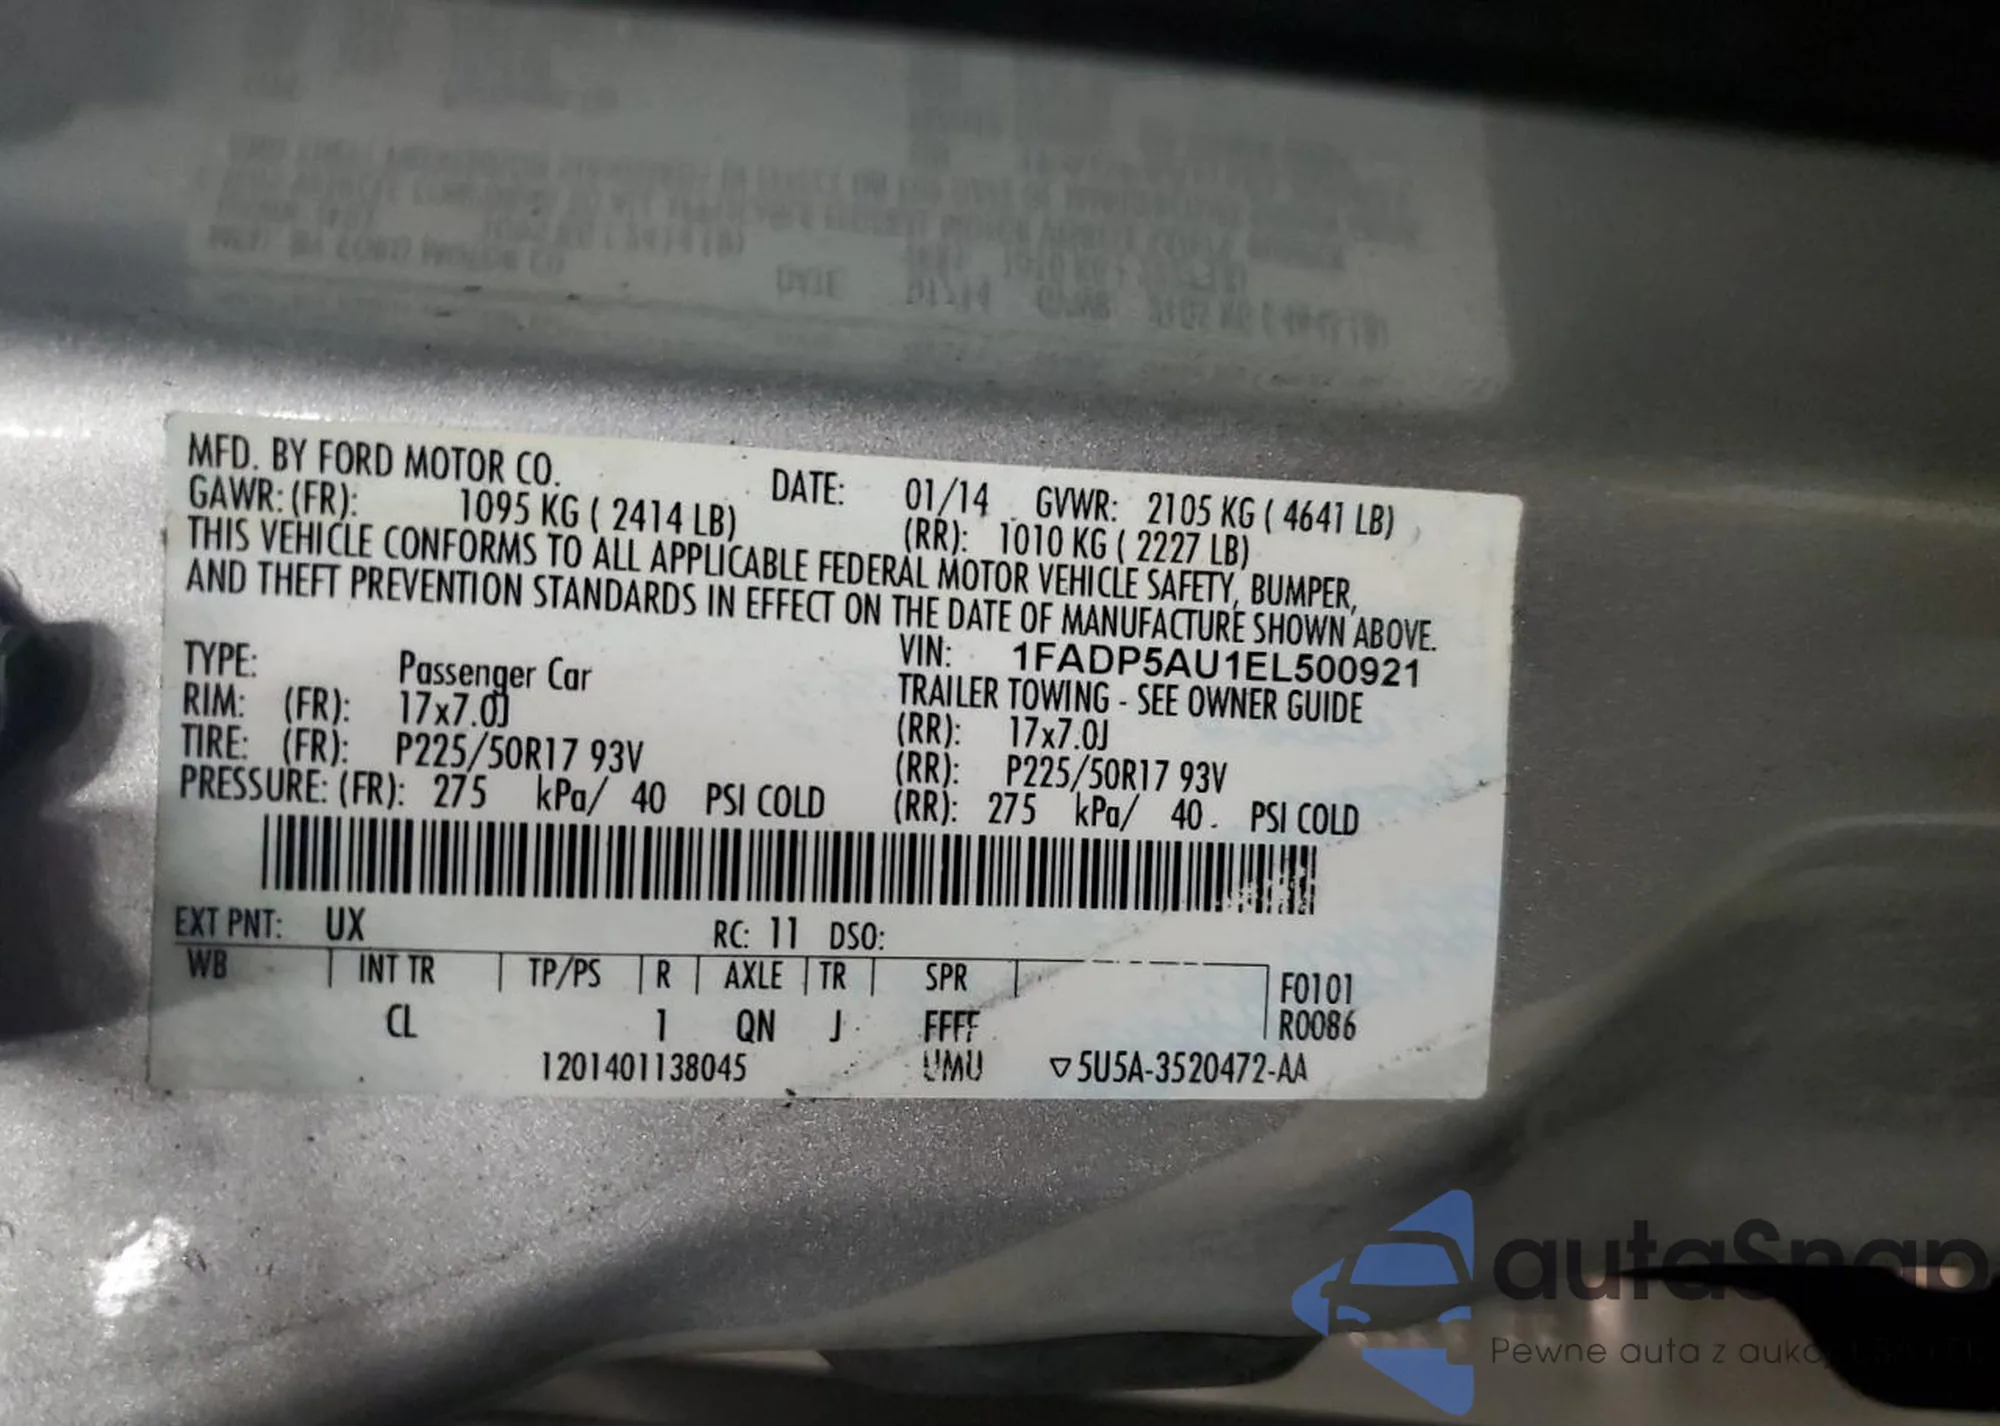 MFD. BY FORD MOTOR CO. DATE: 01/14 GVWR: 2105 KG ( 4641 LB)
GAWR: (FR): 1095 KG ( 2414 LB) (RR): 1010 KG ( 2227 LB)
THIS VEHICLE CONFORMS TO ALL APPLICABLE FEDERAL MOTOR VEHICLE SAFETY, BUMPER,
AND THEFT PREVENTION STANDARDS IN EFFECT ON THE DATE OF MANUFACTURE SHOWN ABOVE.
VIN: 1FADP5AU1EL500921
TYPE: Passenger Car TRAILER TOWING - SEE OWNER GUIDE
RIM: (FR): 17x7.0J (RR): 17x7.0J
TIRE: (FR): P225/50R17 93V (RR): P225/50R17 93V
PRESSURE: (FR): 275 kPa/ 40 PSI COLD (RR): 275 kPa/ 40 PSI COLD
EXT PNT: UX RC: 11 DSO:
WB INT TR TP/PS R AXLE TR SPR F0101
CL 1 QN J FFFF R0086
1201401138045 UMU ▽5U5A-3520472-AA
autaSnap
Pewne auta z